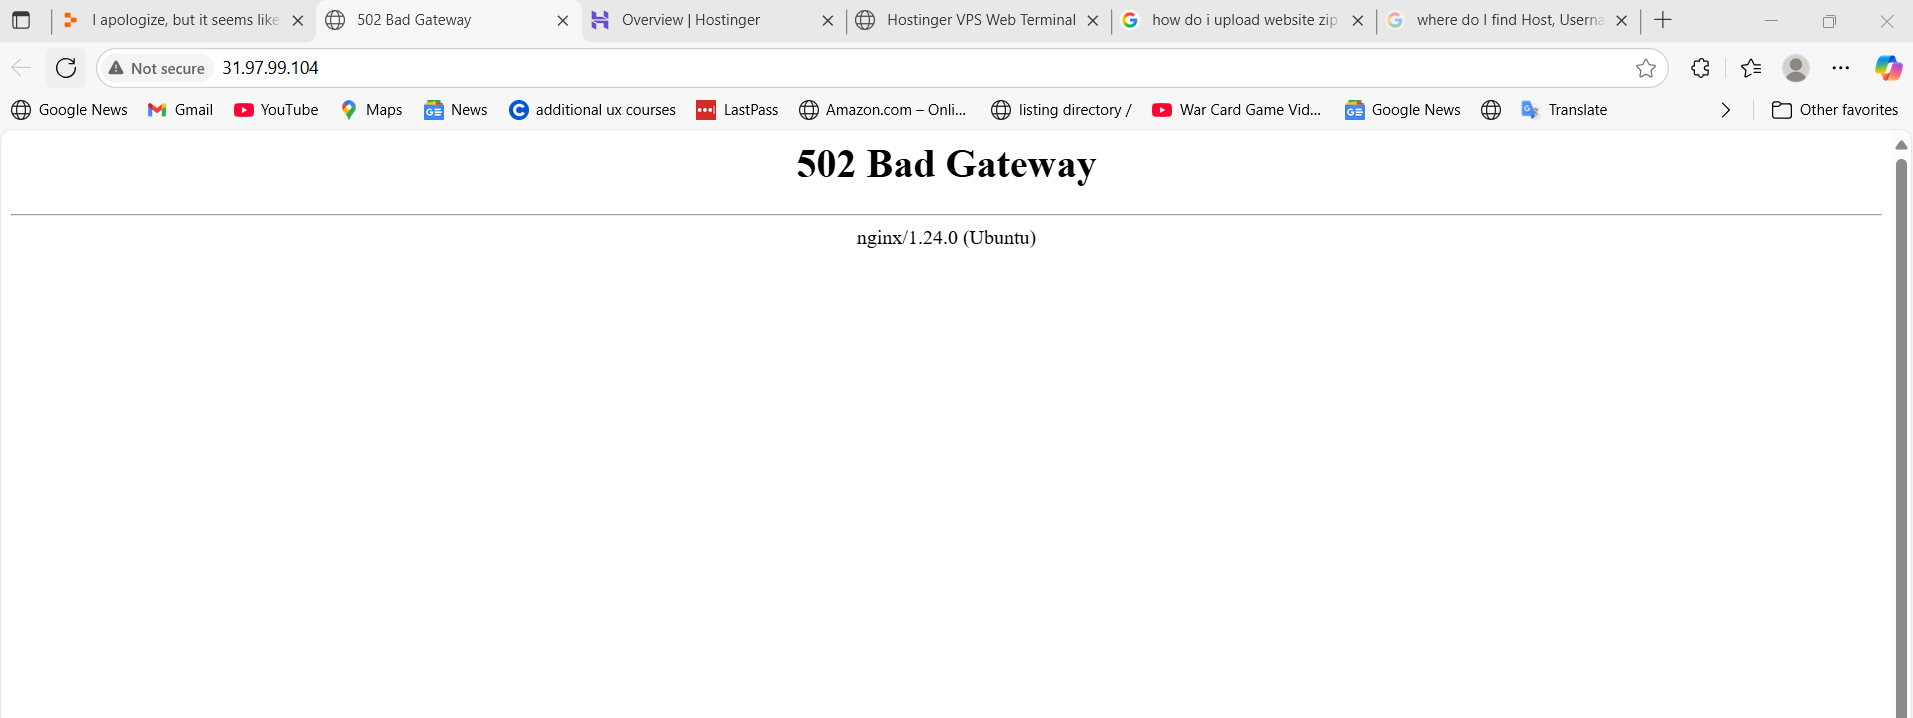 I apologize, but it seems like
502 Bad Gateway
Overview | Hostinger
Hostinger VPS Web Terminal
how do i upload website zip
where do I find Host, Userna
Not secure
31.97.99.104
Google News
Gmail
YouTube
Maps
News
additional ux courses
LastPass
Amazon.com – Onli...
listing directory /
War Card Game Vid...
Google News
Translate
Other favorites
502 Bad Gateway
nginx/1.24.0 (Ubuntu)